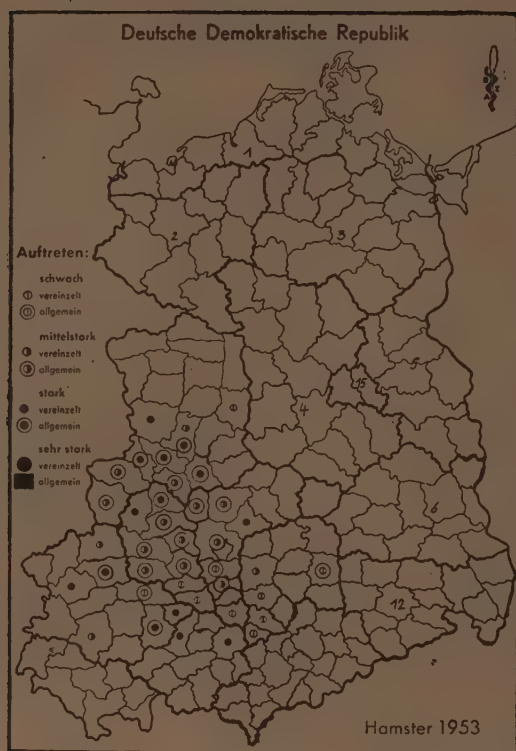 Deutsche Demokratische Republik
1
2
3
Auftreten:
schwach
vereinzelt
allgemein
mittelstark
vereinzelt
allgemein
stark
vereinzelt
allgemein
sehr stark
vereinzelt
allgemein
15
4
6
12
Hamster 1953